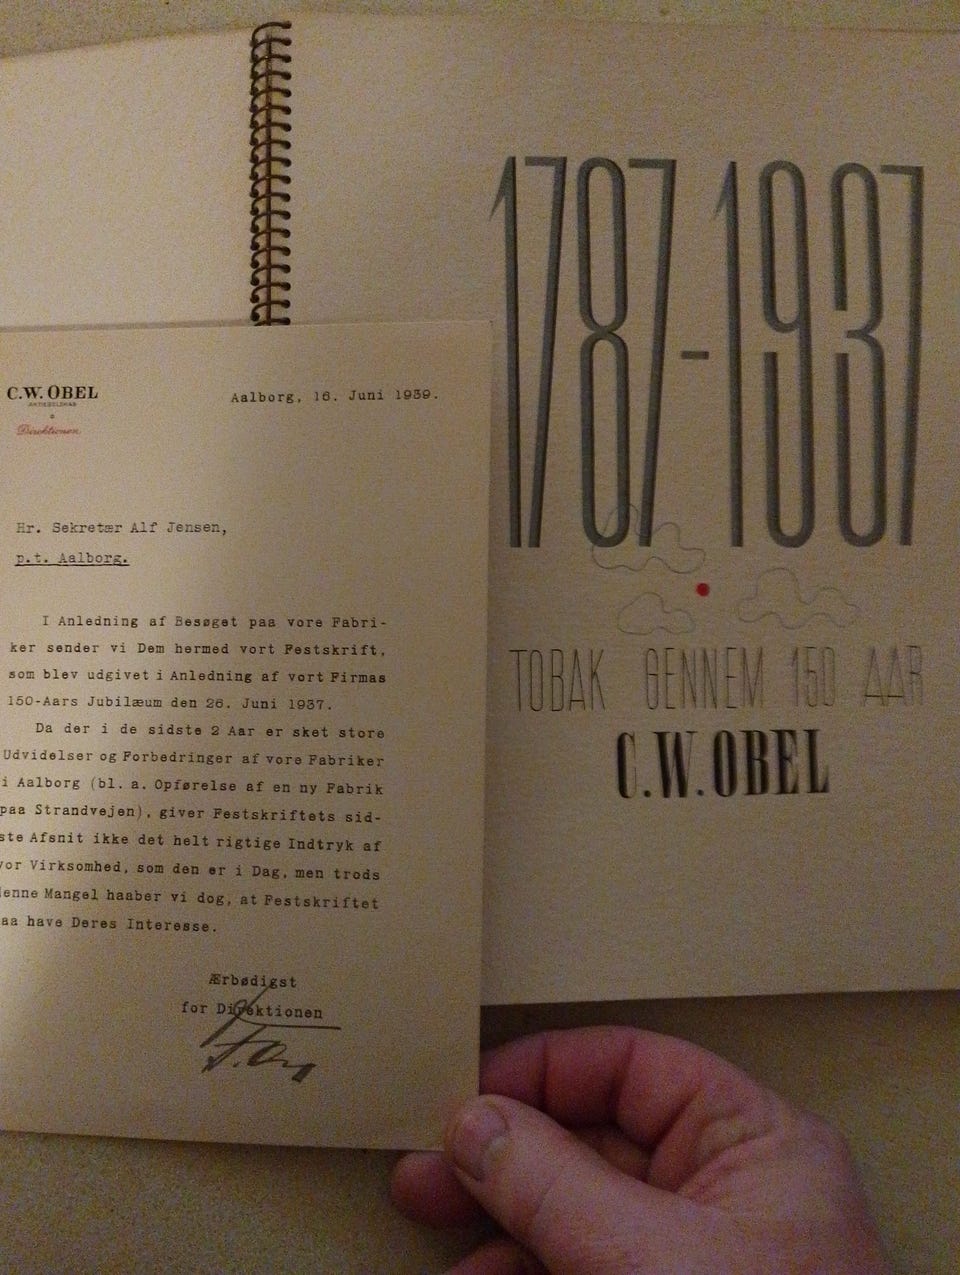 C.W. OBEL
AKTIESELSKAB
Direktionen
Aalborg, 16. Juni 1939.
Hr. Sekretær Alf Jensen,
p.t. Aalborg.
I Anledning af Besøget paa vore Fabri-
ker sender vi Dem hermed vort Festskrift,
som blev udgivet i Anledning af vort Firmas
150-Aars Jubilæum den 26. Juni 1937.
Da der i de sidste 2 Aar er sket store
Udvidelser og Forbedringer af vore Fabriker
i Aalborg (bl. a. Opførelse af en ny Fabrik
paa Strandvejen), giver Festskriftets sid-
ste Afsnit ikke det helt rigtige Indtryk af
vor Virksomhed, som den er i Dag, men trods
denne Mangel haaber vi dog, at Festskriftet
maa have Deres Interesse.
Ærbødigst
for Direktionen
1787-1937
TOBAK GENNEM 150 AAR
C.W. OBEL